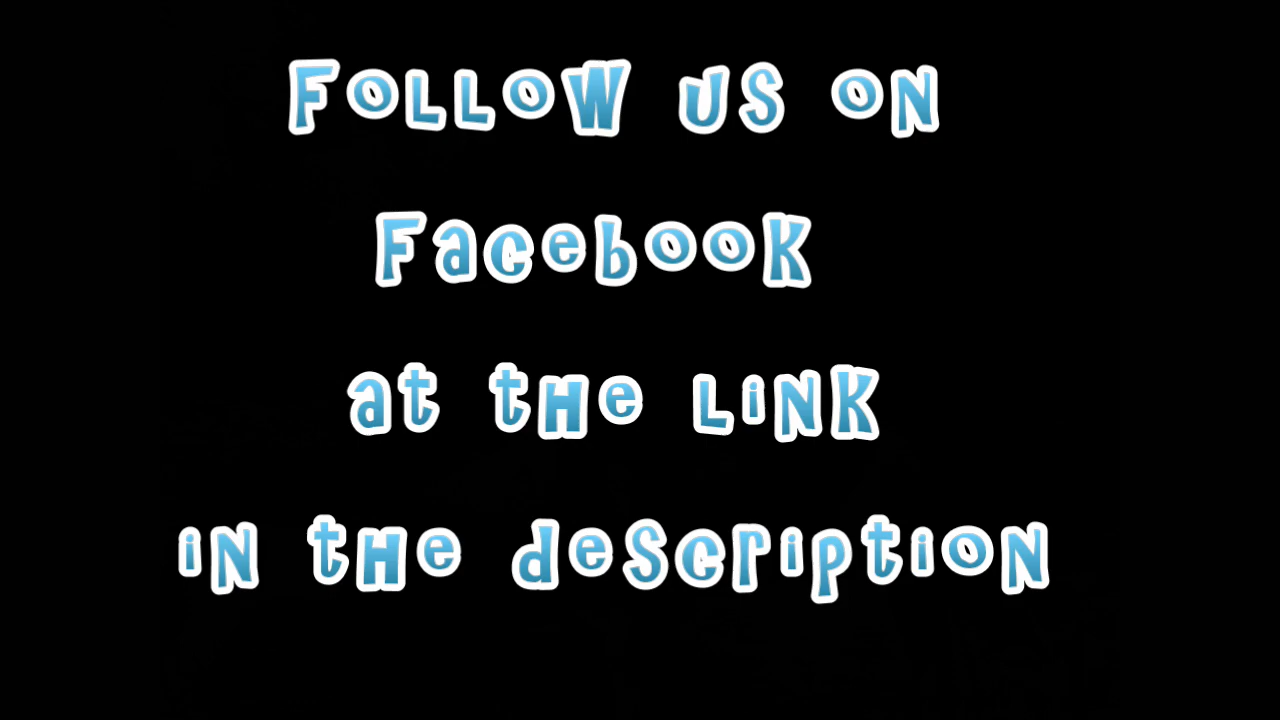 Follow us on
Facebook
at the link
in the description